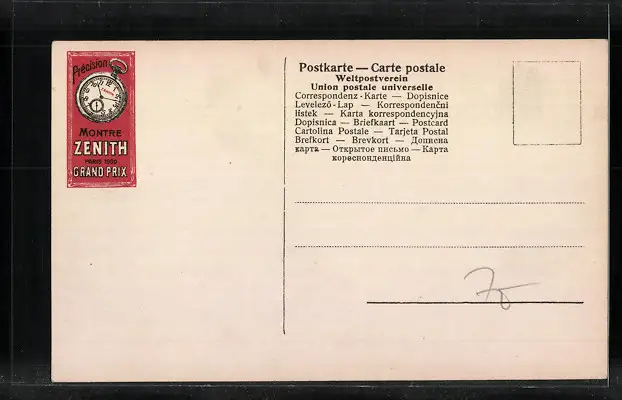 Précision
MONTRE
ZENITH
PARIS 1900
GRAND PRIX
Postkarte — Carte postale
Weltpostverein
Union postale universelle
Correspondenz-Karte — Dopisnice
Levelező-Lap — Korrespondenční
listek — Karta korrespondencyjna
Dopisnica — Briefkaart — Postcard
Cartolina Postale — Tarjeta Postal
Brefkort — Brevkort — Дописна
карта — Открытое письмо — Карта
кореспонденційна